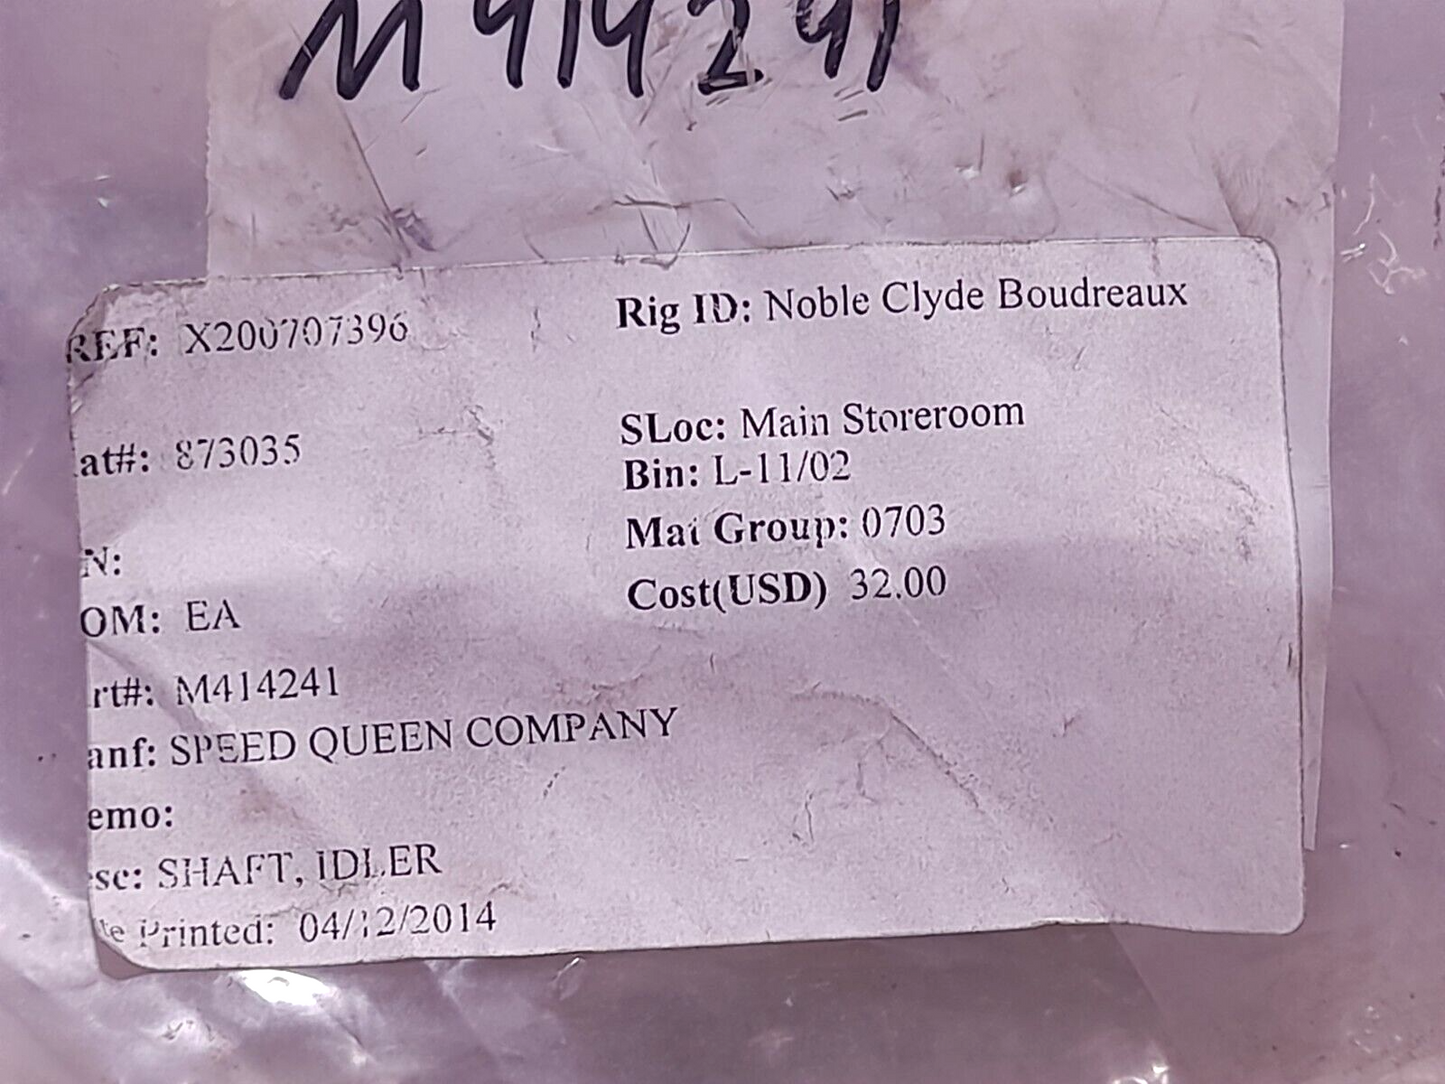 M414241
REF: X200707396
Rig ID: Noble Clyde Boudreaux
at#: 873035
SLoc: Main Storeroom
Bin: L-11/02
Mat Group: 0703
N:
Cost(USD) 32.00
OM: EA
rt#: M414241
anf: SPEED QUEEN COMPANY
emo:
sc: SHAFT, IDLER
te Printed: 04/12/2014